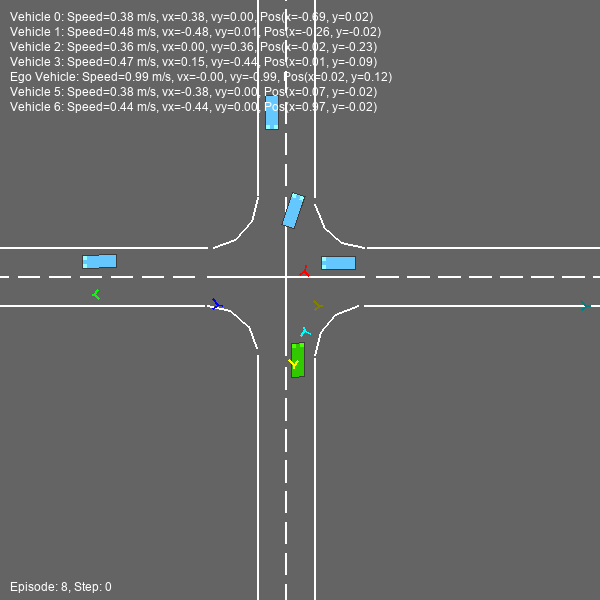 Vehicle 0: Speed=0.38 m/s, vx=0.38, vy=0.00, Pos(x=-0.69, y=0.02)
Vehicle 1: Speed=0.48 m/s, vx=-0.48, vy=0.01, Pos(x=-0.26, y=-0.02)
Vehicle 2: Speed=0.36 m/s, vx=0.00, vy=0.36, Pos(x=-0.02, y=-0.23)
Vehicle 3: Speed=0.47 m/s, vx=0.15, vy=-0.44, Pos(x=0.01, y=-0.09)
Ego Vehicle: Speed=0.99 m/s, vx=-0.00, vy=-0.99, Pos(x=0.02, y=0.12)
Vehicle 5: Speed=0.38 m/s, vx=-0.38, vy=0.00, Pos(x=0.07, y=-0.02)
Vehicle 6: Speed=0.44 m/s, vx=-0.44, vy=0.00, Pos(x=0.97, y=-0.02)
Episode: 8, Step: 0